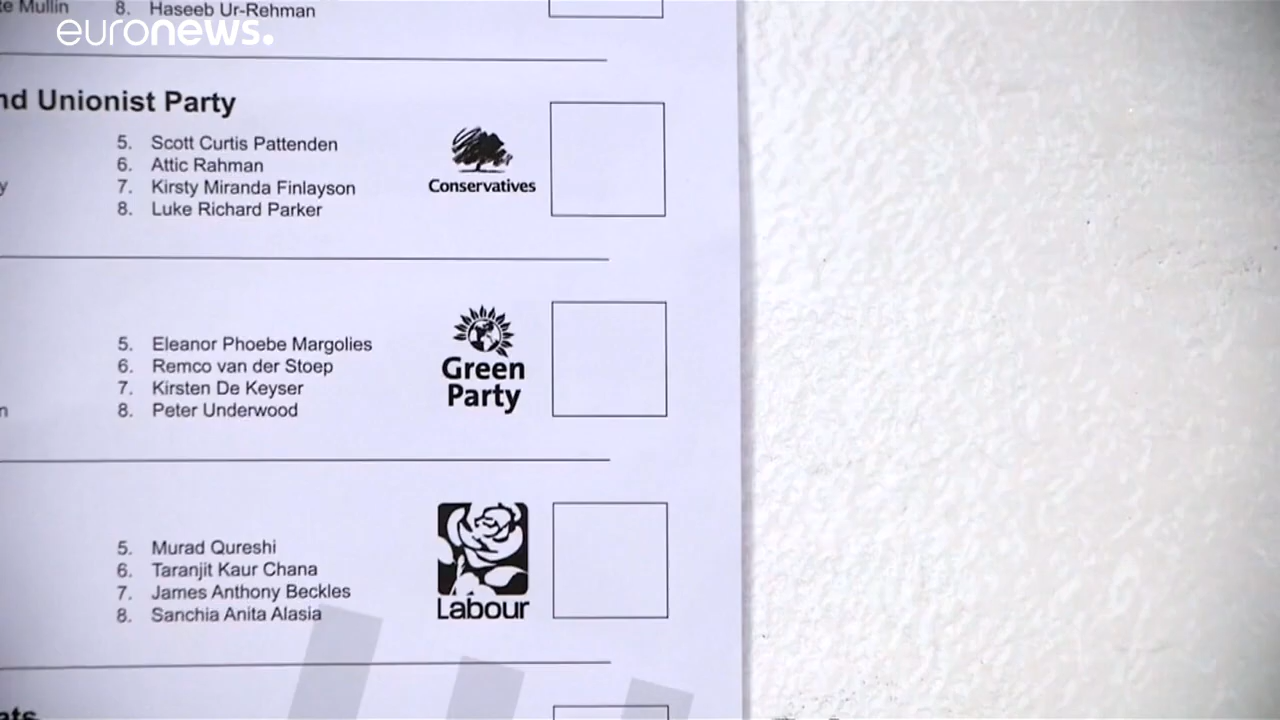 te Mullin 8. Haseeb Ur-Rehman
euronews.
nd Unionist Party
5. Scott Curtis Pattenden
6. Attic Rahman
y 7. Kirsty Miranda Finlayson
8. Luke Richard Parker
Conservatives
5. Eleanor Phoebe Margolies
6. Remco van der Stoep
7. Kirsten De Keyser
n 8. Peter Underwood
Green
Party
5. Murad Qureshi
6. Taranjit Kaur Chana
7. James Anthony Beckles
8. Sanchia Anita Alasia
Labour
ats